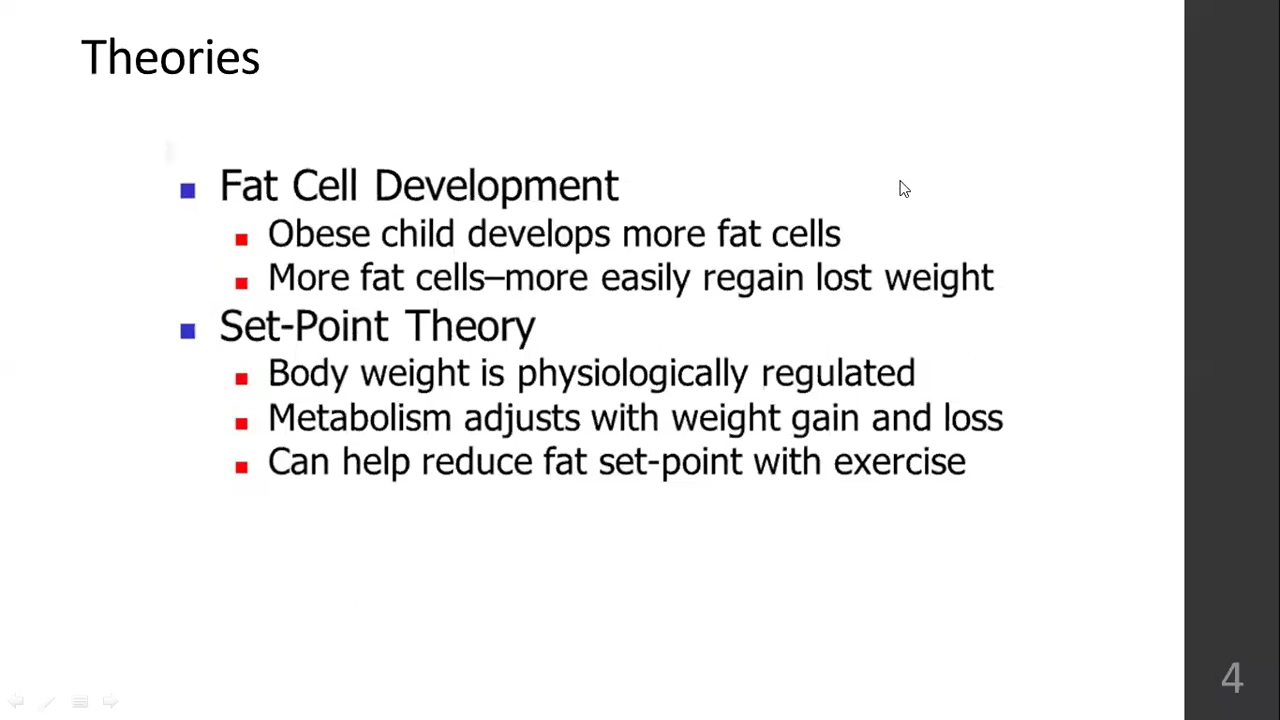 Theories
Fat Cell Development
Obese child develops more fat cells
More fat cells–more easily regain lost weight
Set-Point Theory
Body weight is physiologically regulated
Metabolism adjusts with weight gain and loss
Can help reduce fat set-point with exercise
4